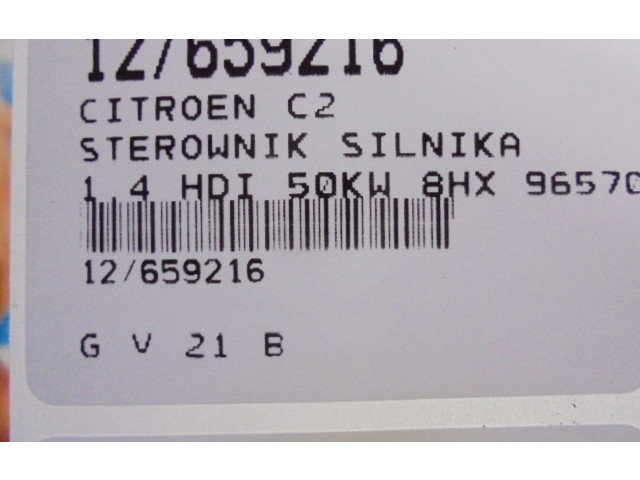 12/659216
CITROEN C2
STEROWNIK SILNIKA
1.4 HDI 50KW 8HX 96570
12/659216
G V 21 B